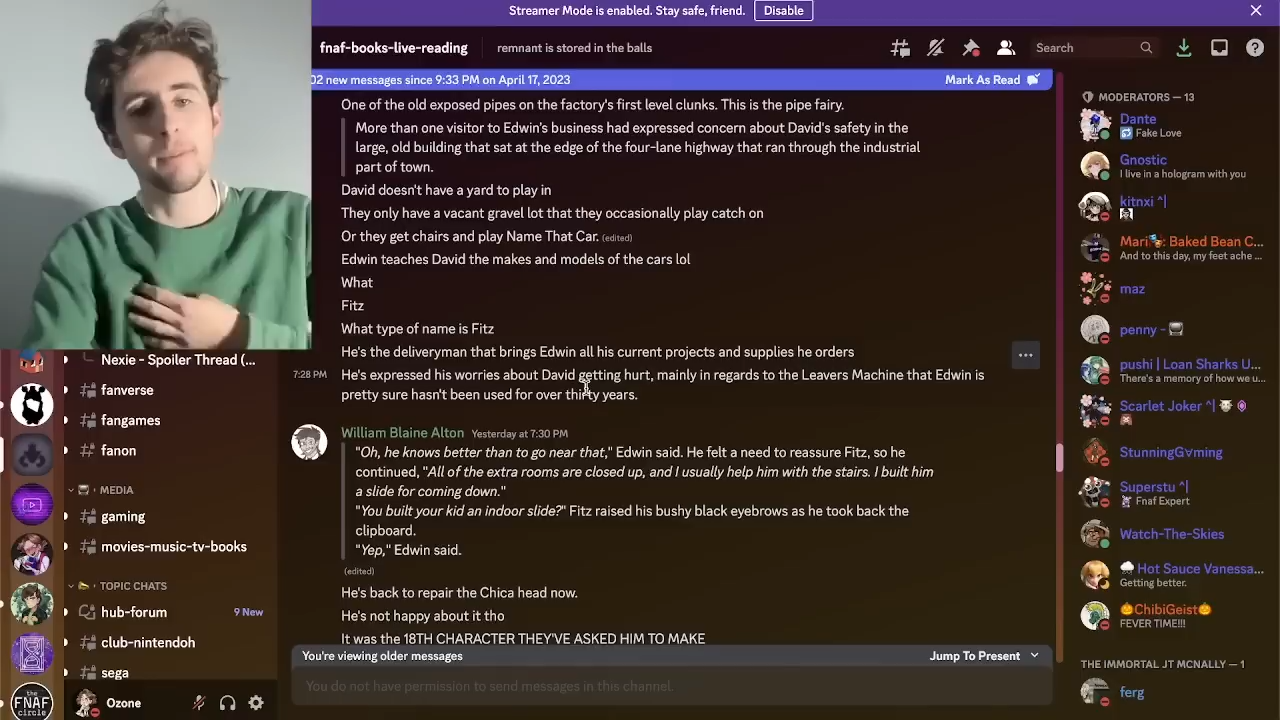 Streamer Mode is enabled. Stay safe, friend.
Disable
fnaf-books-live-reading
remnant is stored in the balls
Search
02 new messages since 9:33 PM on April 17, 2023
Mark As Read
One of the old exposed pipes on the factory's first level clunks. This is the pipe fairy.
More than one visitor to Edwin's business had expressed concern about David's safety in the
large, old building that sat at the edge of the four-lane highway that ran through the industrial
part of town.
David doesn't have a yard to play in
They only have a vacant gravel lot that they occasionally play catch on
Or they get chairs and play Name That Car. (edited)
Edwin teaches David the makes and models of the cars lol
What
Fitz
What type of name is Fitz
He's the deliveryman that brings Edwin all his current projects and supplies he orders
7:28 PM
He's expressed his worries about David getting hurt, mainly in regards to the Leavers Machine that Edwin is
pretty sure hasn't been used for over thirty years.
William Blaine Alton Yesterday at 7:30 PM
"Oh, he knows better than to go near that," Edwin said. He felt a need to reassure Fitz, so he
continued, "All of the extra rooms are closed up, and I usually help him with the stairs. I built him
a slide for coming down."
"You built your kid an indoor slide?" Fitz raised his bushy black eyebrows as he took back the
clipboard.
"Yep," Edwin said.
(edited)
He's back to repair the Chica head now.
He's not happy about it tho
It was the 18TH CHARACTER THEY'VE ASKED HIM TO MAKE
You're viewing older messages
Jump To Present
You do not have permission to send messages in this channel.
Nexie - Spoiler Thread (...
fanverse
fangames
fanon
MEDIA
gaming
movies-music-tv-books
TOPIC CHATS
hub-forum
9 New
club-nintendoh
sega
the
FNAF
circle
Ozone
MODERATORS — 13
Dante
Fake Love
Gnostic
I live in a hologram with you
kitnxi ^|
Mari: Baked Bean C...
And to this day, my feet ache ...
maz
penny -
pushi | Loan Sharks U...
There's a memory of how we u...
Scarlet Joker ^|
StunningG∀ming
Superstu ^|
Fnaf Expert
Watch-The-Skies
Hot Sauce Vanessa...
Getting better.
ChibiGeist
FEVER TIME!!!
THE IMMORTAL JT MCNALLY — 1
ferg